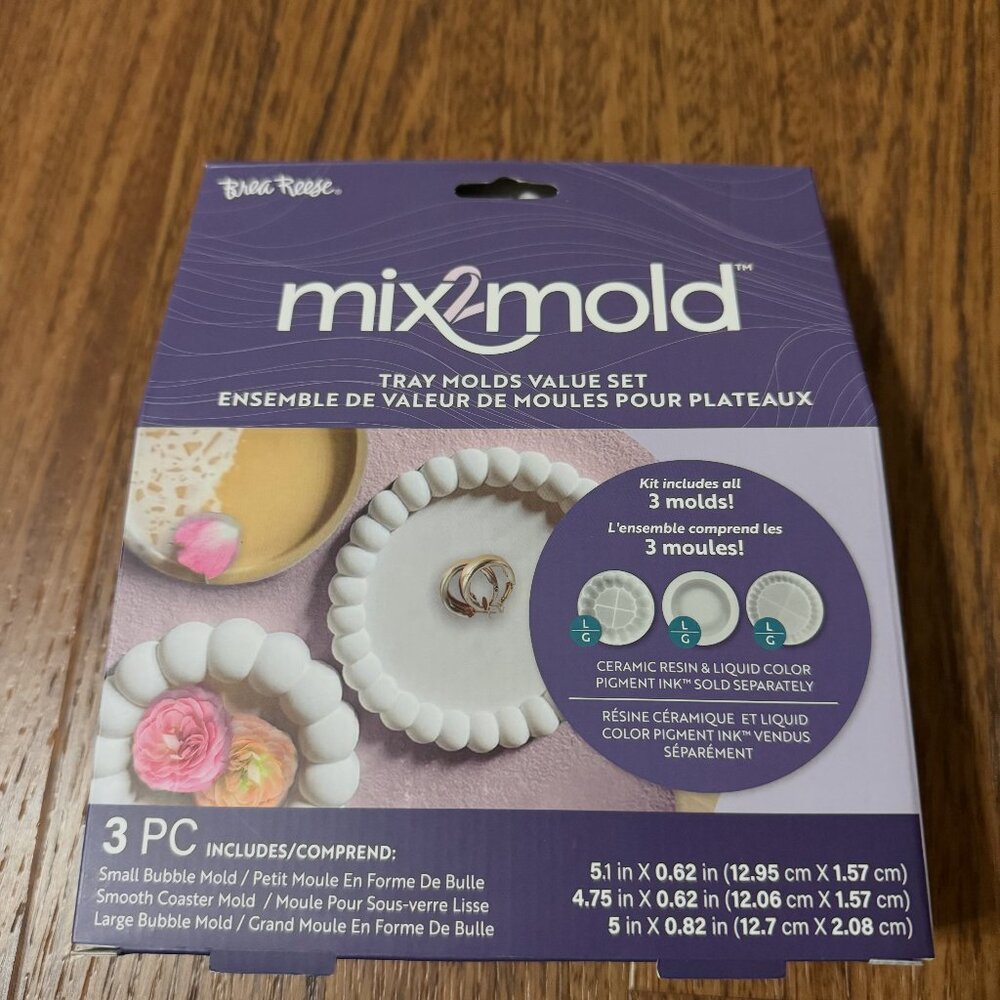 Brea Reese®
mix2mold™
TRAY MOLDS VALUE SET
ENSEMBLE DE VALEUR DE MOULES POUR PLATEAUX
Kit includes all
3 molds!
L'ensemble comprend les
3 moules!
L/G
L/G
L/G
CERAMIC RESIN & LIQUID COLOR
PIGMENT INK™ SOLD SEPARATELY
RÉSINE CÉRAMIQUE ET LIQUID
COLOR PIGMENT INK™ VENDUS
SÉPARÉMENT
3 PC INCLUDES/COMPREND:
Small Bubble Mold / Petit Moule En Forme De Bulle 5.1 in X 0.62 in (12.95 cm X 1.57 cm)
Smooth Coaster Mold / Moule Pour Sous-verre Lisse 4.75 in X 0.62 in (12.06 cm X 1.57 cm)
Large Bubble Mold / Grand Moule En Forme De Bulle 5 in X 0.82 in (12.7 cm X 2.08 cm)